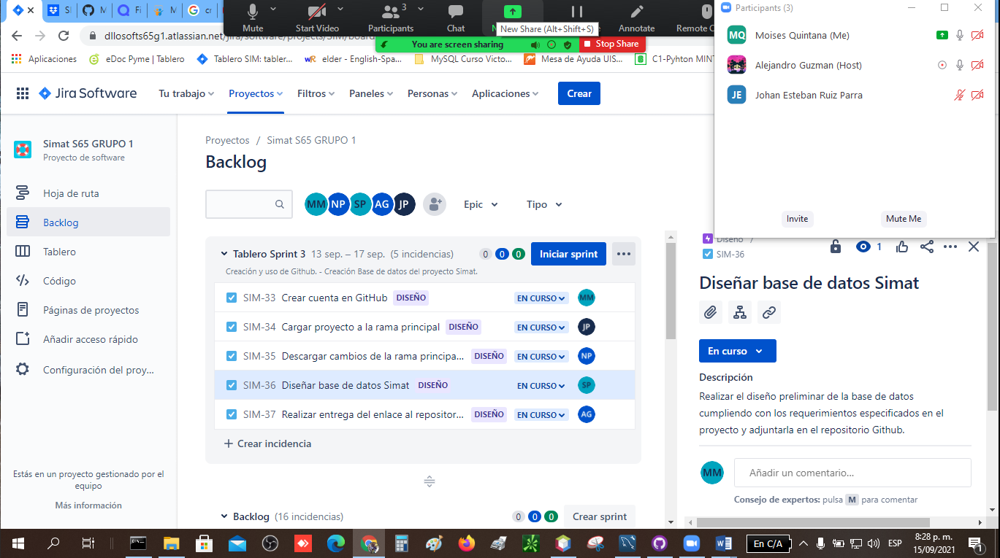 SI
M
Fi
M
cr
Mute
Start Video
3
Participants
Chat
New Share (Alt+Shift+S)
Annotate
Remote Co
You are screen sharing
Stop Share
dllosofts65g1.atlassian.net/jira/software/projects/SIM/board
Aplicaciones
eDoc Pyme | Tablero
Tablero SIM: tabler...
wR
elder - English-Spa...
MySQL Curso Victo...
Mesa de Ayuda UIS...
C1-Pyhton MINT
Participants (3)
MQ
Moises Quintana (Me)
Alejandro Guzman (Host)
JE
Johan Esteban Ruiz Parra
Invite
Mute Me
Jira Software
Tu trabajo
Proyectos
Filtros
Paneles
Personas
Aplicaciones
Crear
Simat S65 GRUPO 1
Proyecto de software
Hoja de ruta
Backlog
Tablero
Código
Páginas de proyectos
Añadir acceso rápido
Configuración del proy...
Estás en un proyecto gestionado por el
equipo
Más información
Proyectos / Simat S65 GRUPO 1
Backlog
MM NP SP AG JP
Epic
Tipo
Tablero Sprint 3 13 sep. – 17 sep. (5 incidencias) 0 0 0 Iniciar sprint
Creación y uso de Github. - Creación Base de datos del proyecto Simat.
SIM-33 Crear cuenta en GitHub DISEÑO EN CURSO MM
SIM-34 Cargar proyecto a la rama principal DISEÑO EN CURSO JP
SIM-35 Descargar cambios de la rama principa... DISEÑO EN CURSO NP
SIM-36 Diseñar base de datos Simat DISEÑO EN CURSO SP
SIM-37 Realizar entrega del enlace al repositor... DISEÑO EN CURSO AG
+ Crear incidencia
Backlog (16 incidencias) 0 0 0 Crear sprint
Diseño /
SIM-36
1
Diseñar base de datos Simat
En curso
Descripción
Realizar el diseño preliminar de la base de datos
cumpliendo con los requerimientos especificados en el
proyecto y adjuntarla en el repositorio Github.
MM
Añadir un comentario...
Consejo de expertos: pulsa M para comentar
En C/A
ESP
8:28 p. m.
15/09/2021
1